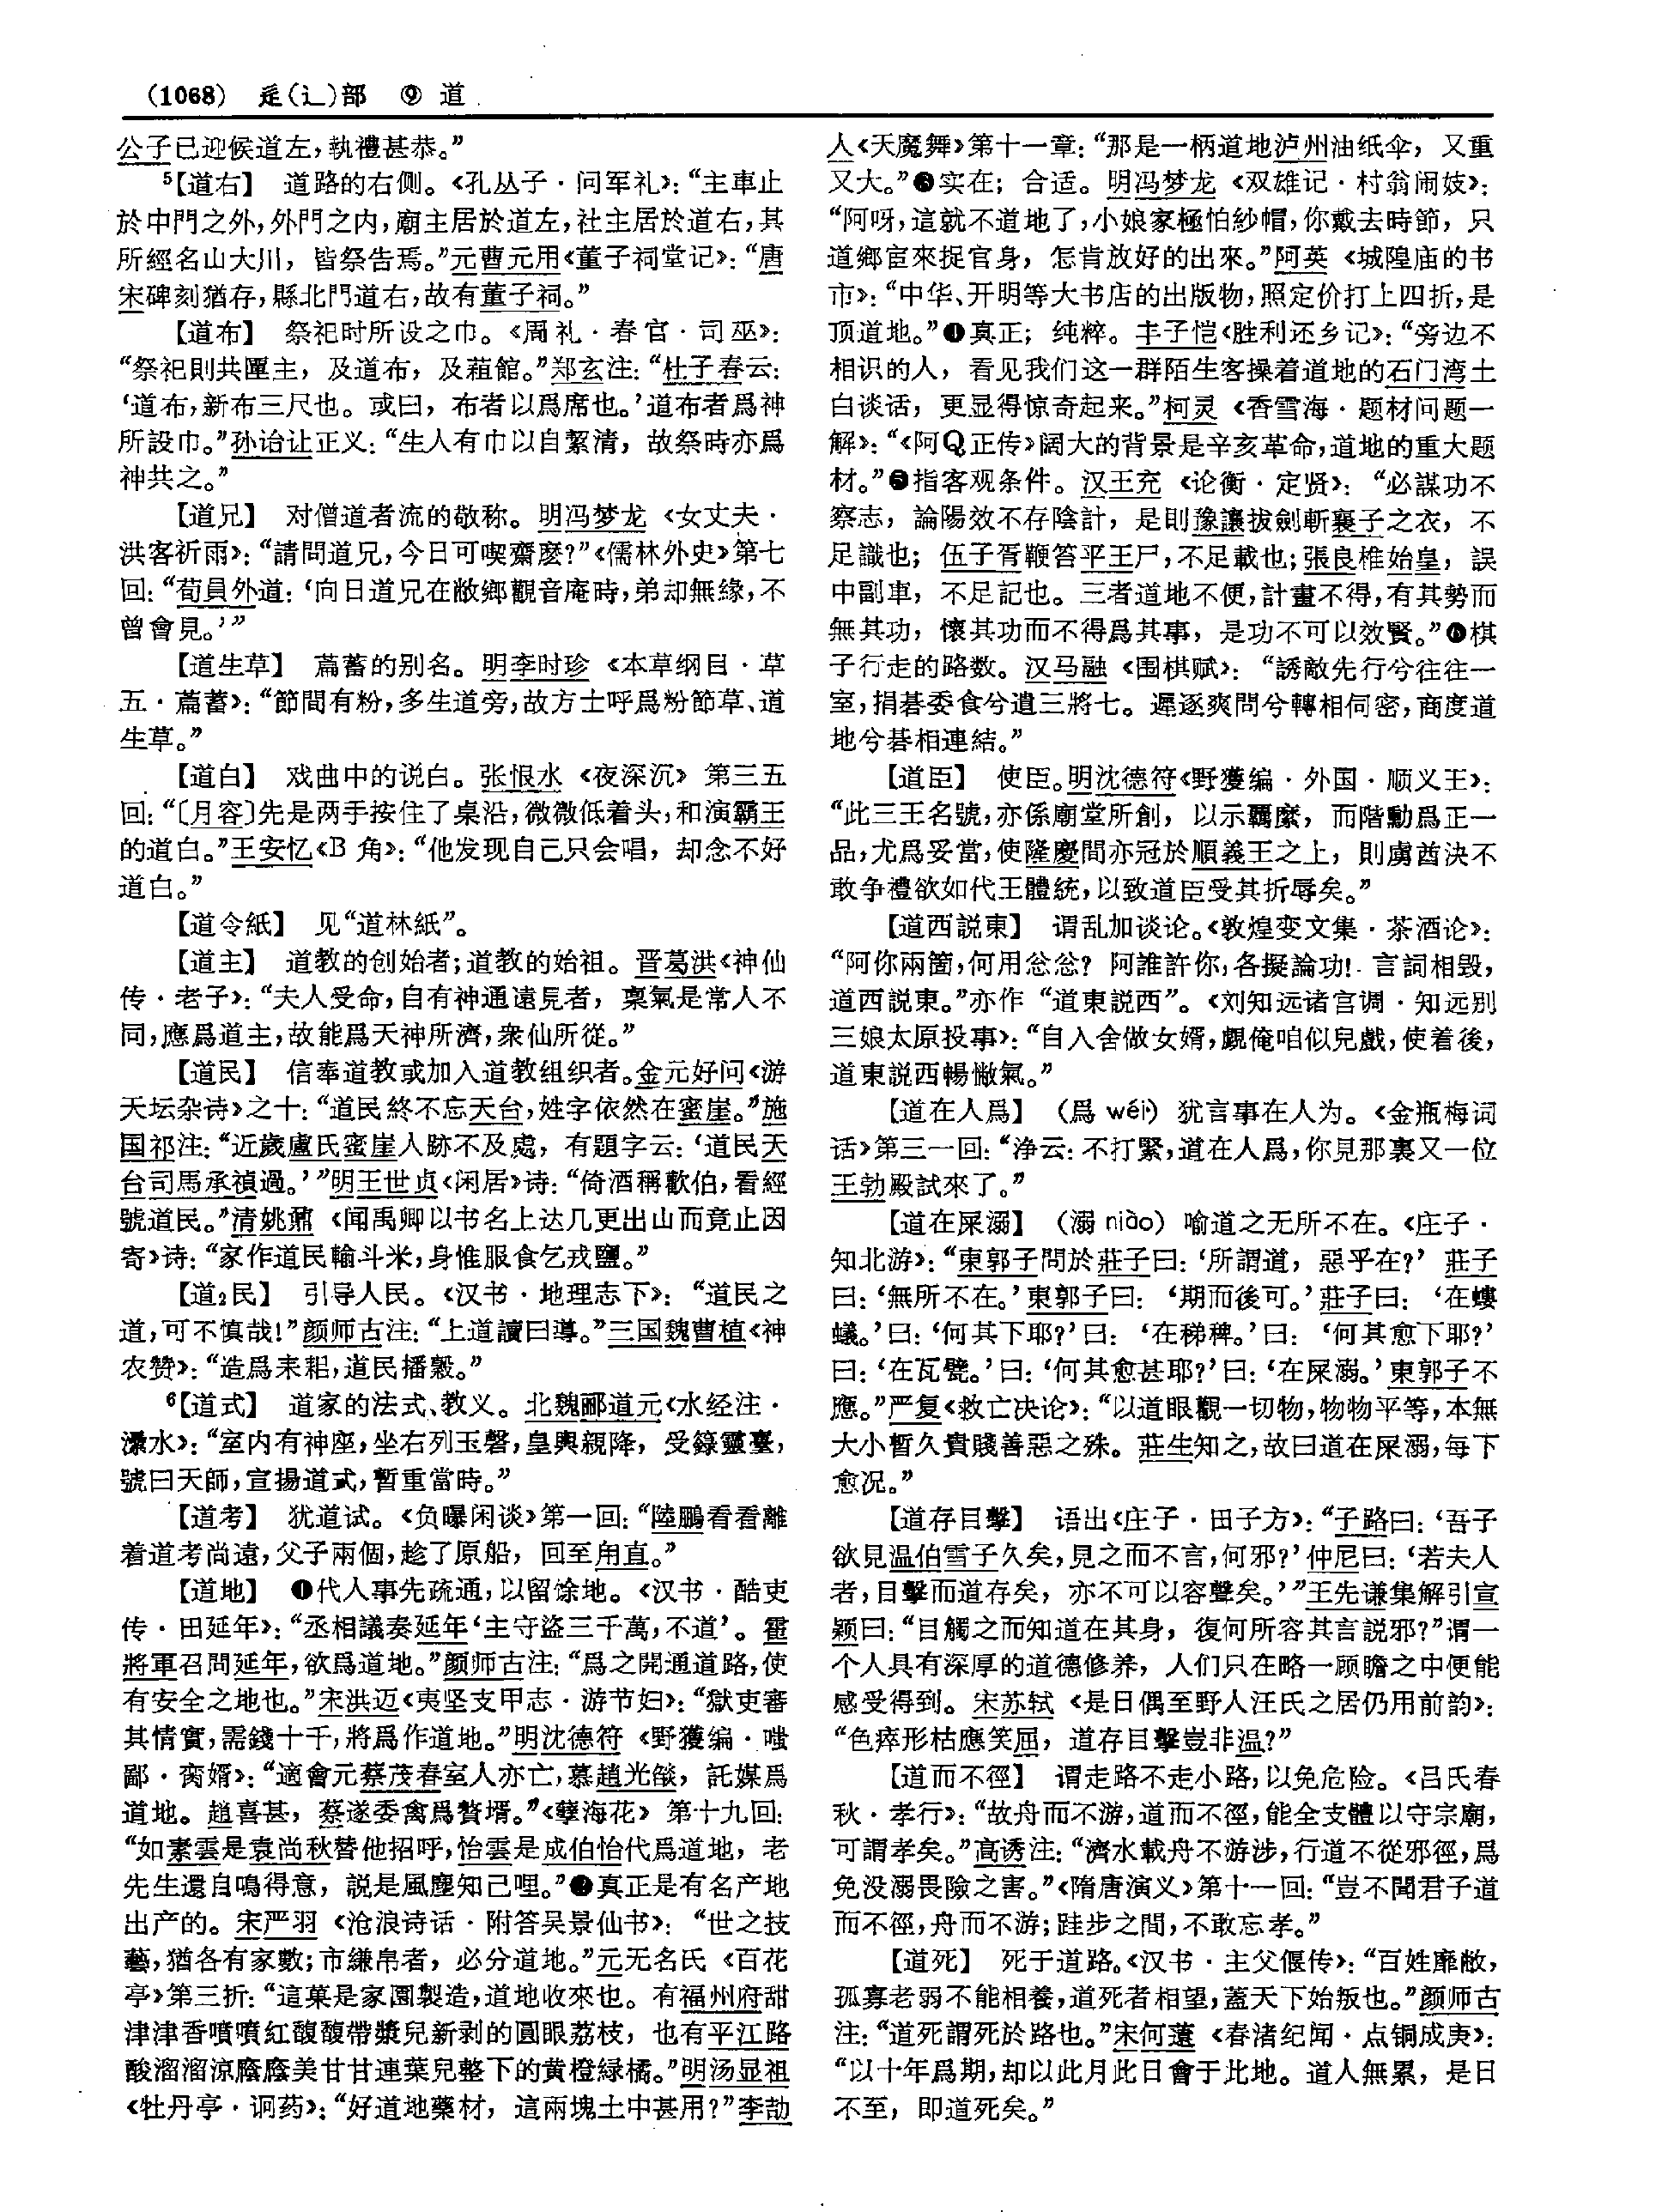 (1068) 辵(辶)部 ⑨ 道
公子已迎候道左，執禮甚恭。”
⁵【道右】 道路的右侧。《孔丛子·问军礼》：“主車止
於中門之外，外門之内，廟主居於道左，社主居於道右，其
所經名山大川，皆祭告焉。”元曹元用《董子祠堂记》：“唐
宋碑刻猶存，縣北門道右，故有董子祠。”
【道布】 祭祀时所设之巾。《周礼·春官·司巫》：
“祭祀則共匰主，及道布，及蒩館。”郑玄注：“杜子春云：
‘道布，新布三尺也。或曰，布者以爲席也。’道布者爲神
所設巾。”孙诒让正义：“生人有巾以自絜清，故祭時亦爲
神共之。”
【道兄】 对僧道者流的敬称。明冯梦龙《女丈夫·
洪客祈雨》：“請問道兄，今日可喫齋麽？”《儒林外史》第七
回：“荀員外道：‘向日道兄在敝鄉觀音庵時，弟却無緣，不
曾會見。’”
【道生草】 萹蓄的别名。明李时珍《本草纲目·草
五·萹蓄》：“節間有粉，多生道旁，故方士呼爲粉節草、道
生草。”
【道白】 戏曲中的说白。张恨水《夜深沉》第三五
回：“〔月容〕先是两手按住了桌沿，微微低着头，和演霸王
的道白。”王安忆《B 角》：“他发现自己只会唱，却念不好
道白。”
【道令紙】 见“道林紙”。
【道主】 道教的创始者；道教的始祖。晋葛洪《神仙
传·老子》：“夫人受命，自有神通遠見者，稟氣是常人不
同，應爲道主，故能爲天神所濟，衆仙所從。”
【道民】 信奉道教或加入道教组织者。金元好问《游
天坛杂诗》之十：“道民終不忘天台，姓字依然在蜜崖。”施
国祁注：“近歲盧氏蜜崖人跡不及處，有題字云：‘道民天
台司馬承禎過。’”明王世贞《闲居》诗：“倚酒稱歡伯，看經
號道民。”清姚鼐《闻禹卿以书名上达几更出山而竟止因
寄》诗：“家作道民輸斗米，身惟服食乞戎鹽。”
【道₂民】 引导人民。《汉书·地理志下》：“道民之
道，可不慎哉！”颜师古注：“上道讀曰導。”三国魏曹植《神
农赞》：“造爲耒耜，道民播穀。”
⁶【道式】 道家的法式、教义。北魏郦道元《水经注·
㶟水》：“室内有神座，坐右列玉磬，皇輿親降，受籙靈臺，
號曰天師，宣揚道式，暫重當時。”
【道考】 犹道试。《负曝闲谈》第一回：“陸鵬看看離
着道考尚遠，父子兩個，趁了原船，回至甪直。”
【道地】 ❶代人事先疏通，以留馀地。《汉书·酷吏
传·田延年》：“丞相議奏延年‘主守盜三千萬，不道’。霍
將軍召問延年，欲爲道地。”颜师古注：“爲之開通道路，使
有安全之地也。”宋洪迈《夷坚支甲志·游节妇》：“獄吏審
其情實，需錢十千，將爲作道地。”明沈德符《野獲编·嗤
鄙·脔婿》：“適會元蔡茂春室人亦亡，慕趙光燄，託媒爲
道地。趙喜甚，蔡遂委禽爲贅壻。”《孽海花》第十九回：
“如素雲是袁尚秋替他招呼，怡雲是成伯怡代爲道地，老
先生還自鳴得意，説是風塵知己哩。”❷真正是有名产地
出产的。宋严羽《沧浪诗话·附答吴景仙书》：“世之技
藝，猶各有家數；市縑帛者，必分道地。”元无名氏《百花
亭》第三折：“這菓是家園製造，道地收來也。有福州府甜
津津香噴噴紅馥馥帶漿兒新剥的圓眼荔枝，也有平江路
酸溜溜涼廕廕美甘甘連葉兒整下的黄橙緑橘。”明汤显祖
《牡丹亭·诇药》：“好道地藥材，這兩塊土中甚用？”李劼
人《天魔舞》第十一章：“那是一柄道地泸州油纸伞，又重
又大。”❸实在；合适。明冯梦龙《双雄记·村翁闹妓》：
“阿呀，這就不道地了，小娘家極怕紗帽，你戴去時節，只
道鄉宦來捉官身，怎肯放好的出來。”阿英《城隍庙的书
市》：“中华、开明等大书店的出版物，照定价打上四折，是
顶道地。”❹真正；纯粹。丰子恺《胜利还乡记》：“旁边不
相识的人，看见我们这一群陌生客操着道地的石门湾土
白谈话，更显得惊奇起来。”柯灵《香雪海·题材问题一
解》：“《阿Q正传》阔大的背景是辛亥革命，道地的重大题
材。”❺指客观条件。汉王充《论衡·定贤》：“必謀功不
察志，論陽效不存陰計，是則豫讓拔劍斬襄子之衣，不
足識也；伍子胥鞭笞平王尸，不足載也；張良椎始皇，誤
中副車，不足記也。三者道地不便，計畫不得，有其勢而
無其功，懷其功而不得爲其事，是功不可以效賢。”❻棋
子行走的路数。汉马融《围棋赋》：“誘敵先行兮往往一
室，捐碁委食兮遺三將七。遲逐爽問兮轉相伺密，商度道
地兮碁相連結。”
【道臣】 使臣。明沈德符《野獲编·外国·顺义王》：
“此三王名號，亦係廟堂所創，以示羈縻，而階勳爲正一
品，尤爲妥當，使隆慶間亦冠於順義王之上，則虜酋決不
敢争禮欲如代王體統，以致道臣受其折辱矣。”
【道西説東】 谓乱加谈论。《敦煌变文集·茶酒论》：
“阿你兩箇，何用忿忿？阿誰許你，各擬論功！言詞相毁，
道西説東。”亦作“道東説西”。《刘知远诸宫调·知远别
三娘太原投事》：“自入舍做女婿，覷俺咱似兒戲，使着後，
道東説西暢憋氣。”
【道在人爲】 （爲 wéi）犹言事在人为。《金瓶梅词
话》第三一回：“浄云：不打緊，道在人爲，你見那裏又一位
王勃殿試來了。”
【道在屎溺】 （溺 niào）喻道之无所不在。《庄子·
知北游》：“東郭子問於莊子曰：‘所謂道，惡乎在？’莊子
曰：‘無所不在。’東郭子曰：‘期而後可。’莊子曰：‘在螻
蟻。’曰：‘何其下耶？’曰：‘在稊稗。’曰：‘何其愈下耶？’
曰：‘在瓦甓。’曰：‘何其愈甚耶？’曰：‘在屎溺。’東郭子不
應。”严复《救亡决论》：“以道眼觀一切物，物物平等，本無
大小暫久貴賤善惡之殊。莊生知之，故曰道在屎溺，每下
愈况。”
【道存目擊】 语出《庄子·田子方》：“子路曰：‘吾子
欲見温伯雪子久矣，見之而不言，何邪？’仲尼曰：‘若夫人
者，目擊而道存矣，亦不可以容聲矣。’”王先谦集解引宣
颖曰：“目觸之而知道在其身，復何所容其言説邪？”谓一
个人具有深厚的道德修养，人们只在略一顾瞻之中便能
感受得到。宋苏轼《是日偶至野人汪氏之居仍用前韵》：
“色瘁形枯應笑屈，道存目擊豈非温？”
【道而不徑】 谓走路不走小路，以免危险。《吕氏春
秋·孝行》：“故舟而不游，道而不徑，能全支體以守宗廟，
可謂孝矣。”高诱注：“濟水載舟不游涉，行道不從邪徑，爲
免没溺畏險之害。”《隋唐演义》第十一回：“豈不聞君子道
而不徑，舟而不游；跬步之間，不敢忘孝。”
【道死】 死于道路。《汉书·主父偃传》：“百姓靡敝，
孤寡老弱不能相養，道死者相望，蓋天下始叛也。”颜师古
注：“道死謂死於路也。”宋何薳《春渚纪闻·点铜成庚》：
“以十年爲期，却以此月此日會于此地。道人無累，是日
不至，即道死矣。”